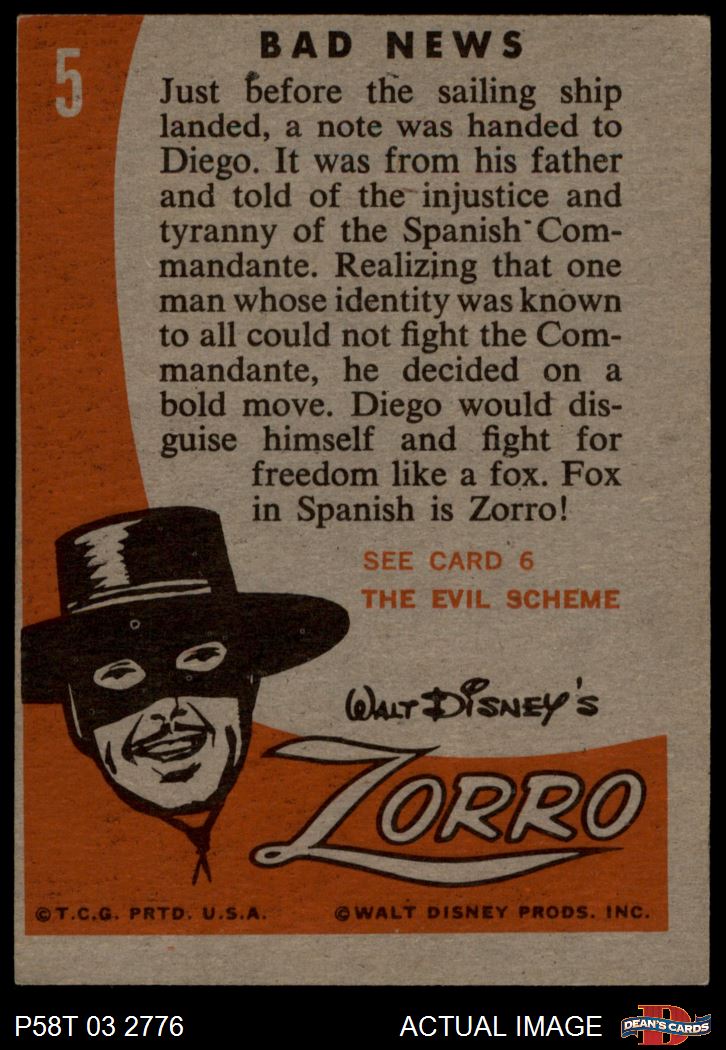 5
BAD NEWS
Just before the sailing ship
landed, a note was handed to
Diego. It was from his father
and told of the injustice and
tyranny of the Spanish Com-
mandante. Realizing that one
man whose identity was known
to all could not fight the Com-
mandante, he decided on a
bold move. Diego would dis-
guise himself and fight for
freedom like a fox. Fox
in Spanish is Zorro!
SEE CARD 6
THE EVIL SCHEME
WALT DISNEY'S
ZORRO
©T.C.G. PRTD. U.S.A.
©WALT DISNEY PRODS. INC.
P58T 03 2776
ACTUAL IMAGE
D
DEAN'S CARDS